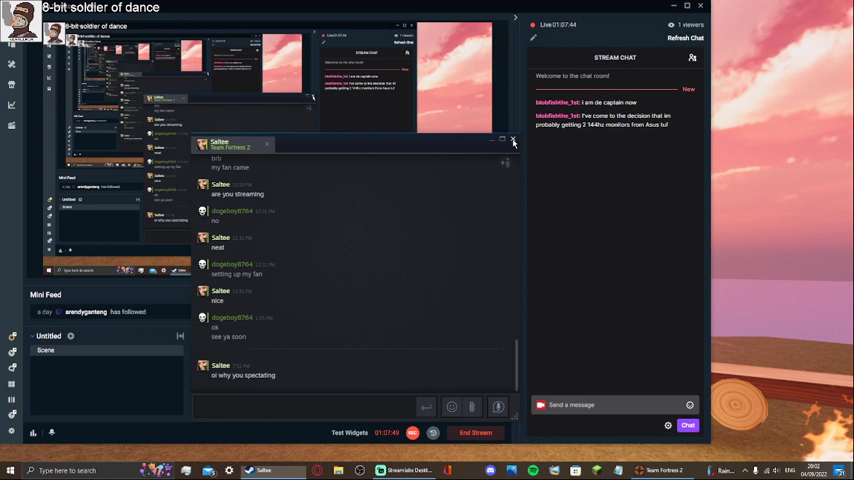 8-bit soldier of dance
Live 01:07:44
1 viewers
Refresh Chat
STREAM CHAT
Welcome to the chat room!
New
blobfishthe_1st: i am de captain now
blobfishthe_1st: I've come to the decision that im
probably getting 2 144hz monitors from Asus tuf
Saltee
Team Fortress 2
brb
my fan came
Saltee
are you streaming
dogeboy8764
no
Saltee
neat
dogeboy8764
setting up my fan
Saltee
nice
dogeboy8764
ok
see ya soon
Saltee
oi why you spectating
Mini Feed
a day arendyganteng has followed
Untitled
Scene
Send a message
Chat
Test Widgets 01:07:49 REC End Stream
Type here to search
Saltee
Streamlabs Desk...
Team Fortress 2
Rain...
ENG
20:02
04/09/2022